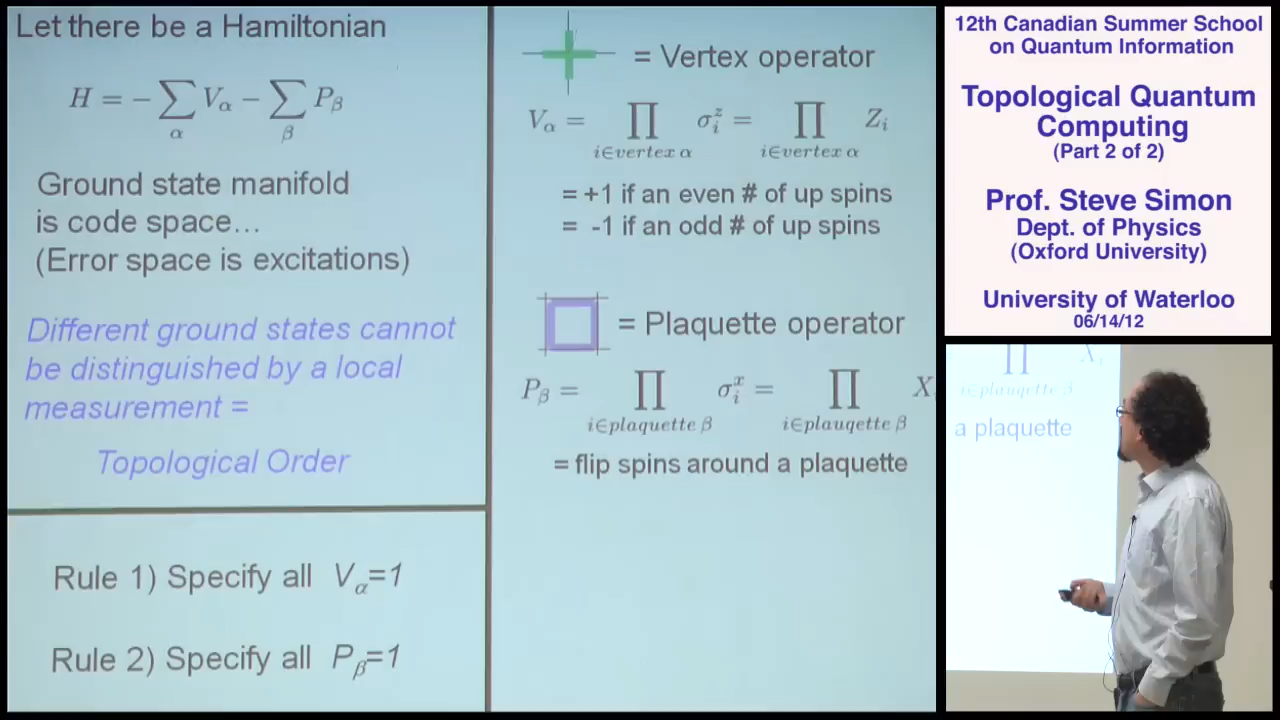 Let there be a Hamiltonian
H = − ∑_α V_α − ∑_β P_β
Ground state manifold
is code space…
(Error space is excitations)
Different ground states cannot
be distinguished by a local
measurement =
Topological Order
Rule 1) Specify all V_α=1
Rule 2) Specify all P_β=1
= Vertex operator
V_α = ∏_{i∈vertex α} σ_i^z = ∏_{i∈vertex α} Z_i
= +1 if an even # of up spins
= -1 if an odd # of up spins
= Plaquette operator
P_β = ∏_{i∈plaquette β} σ_i^x = ∏_{i∈plauqette β} X
= flip spins around a plaquette
12th Canadian Summer School
on Quantum Information
Topological Quantum
Computing
(Part 2 of 2)
Prof. Steve Simon
Dept. of Physics
(Oxford University)
University of Waterloo
06/14/12
∏ X_i
i∈plauqette β
a plaquette